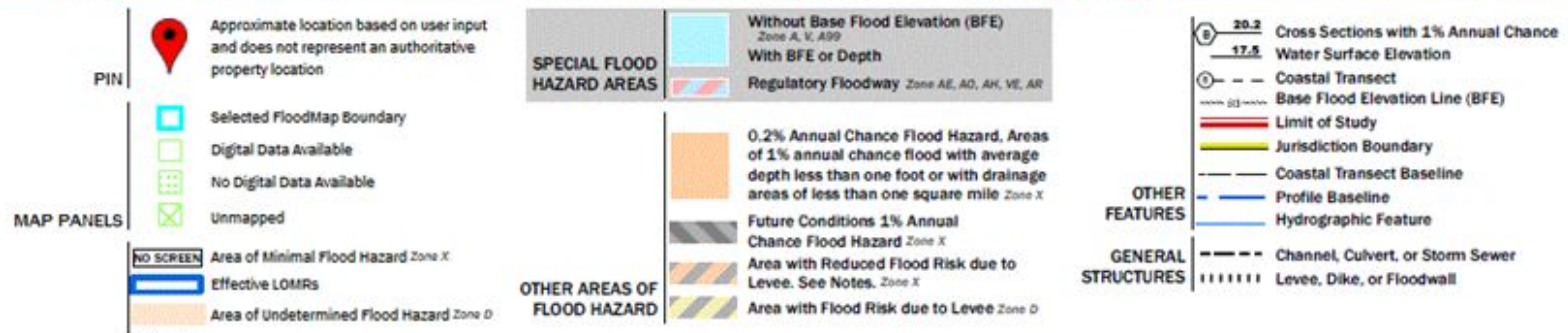 PIN
Approximate location based on user input
and does not represent an authoritative
property location
MAP PANELS
Selected FloodMap Boundary
Digital Data Available
No Digital Data Available
Unmapped
NO SCREEN Area of Minimal Flood Hazard Zone X
Effective LOMRs
Area of Undetermined Flood Hazard Zone D
SPECIAL FLOOD
HAZARD AREAS
Without Base Flood Elevation (BFE)
Zone A, V, A99
With BFE or Depth
Regulatory Floodway Zone AE, AO, AH, VE, AR
OTHER AREAS OF
FLOOD HAZARD
0.2% Annual Chance Flood Hazard, Areas
of 1% annual chance flood with average
depth less than one foot or with drainage
areas of less than one square mile Zone X
Future Conditions 1% Annual
Chance Flood Hazard Zone X
Area with Reduced Flood Risk due to
Levee. See Notes. Zone X
Area with Flood Risk due to Levee Zone D
OTHER
FEATURES
20.2 Cross Sections with 1% Annual Chance
17.5 Water Surface Elevation
Coastal Transect
Base Flood Elevation Line (BFE)
Limit of Study
Jurisdiction Boundary
Coastal Transect Baseline
Profile Baseline
Hydrographic Feature
GENERAL
STRUCTURES
Channel, Culvert, or Storm Sewer
Levee, Dike, or Floodwall